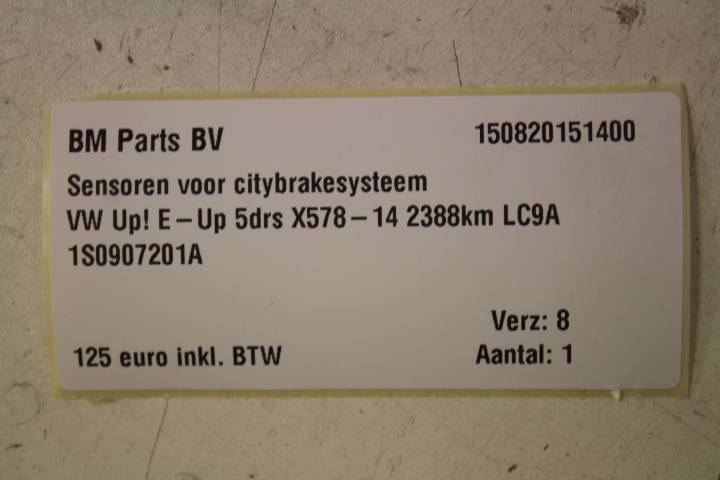 BM Parts BV 150820151400
Sensoren voor citybrakesysteem
VW Up! E-Up 5drs X578-14 2388km LC9A
1S0907201A
Verz: 8
125 euro inkl. BTW Aantal: 1